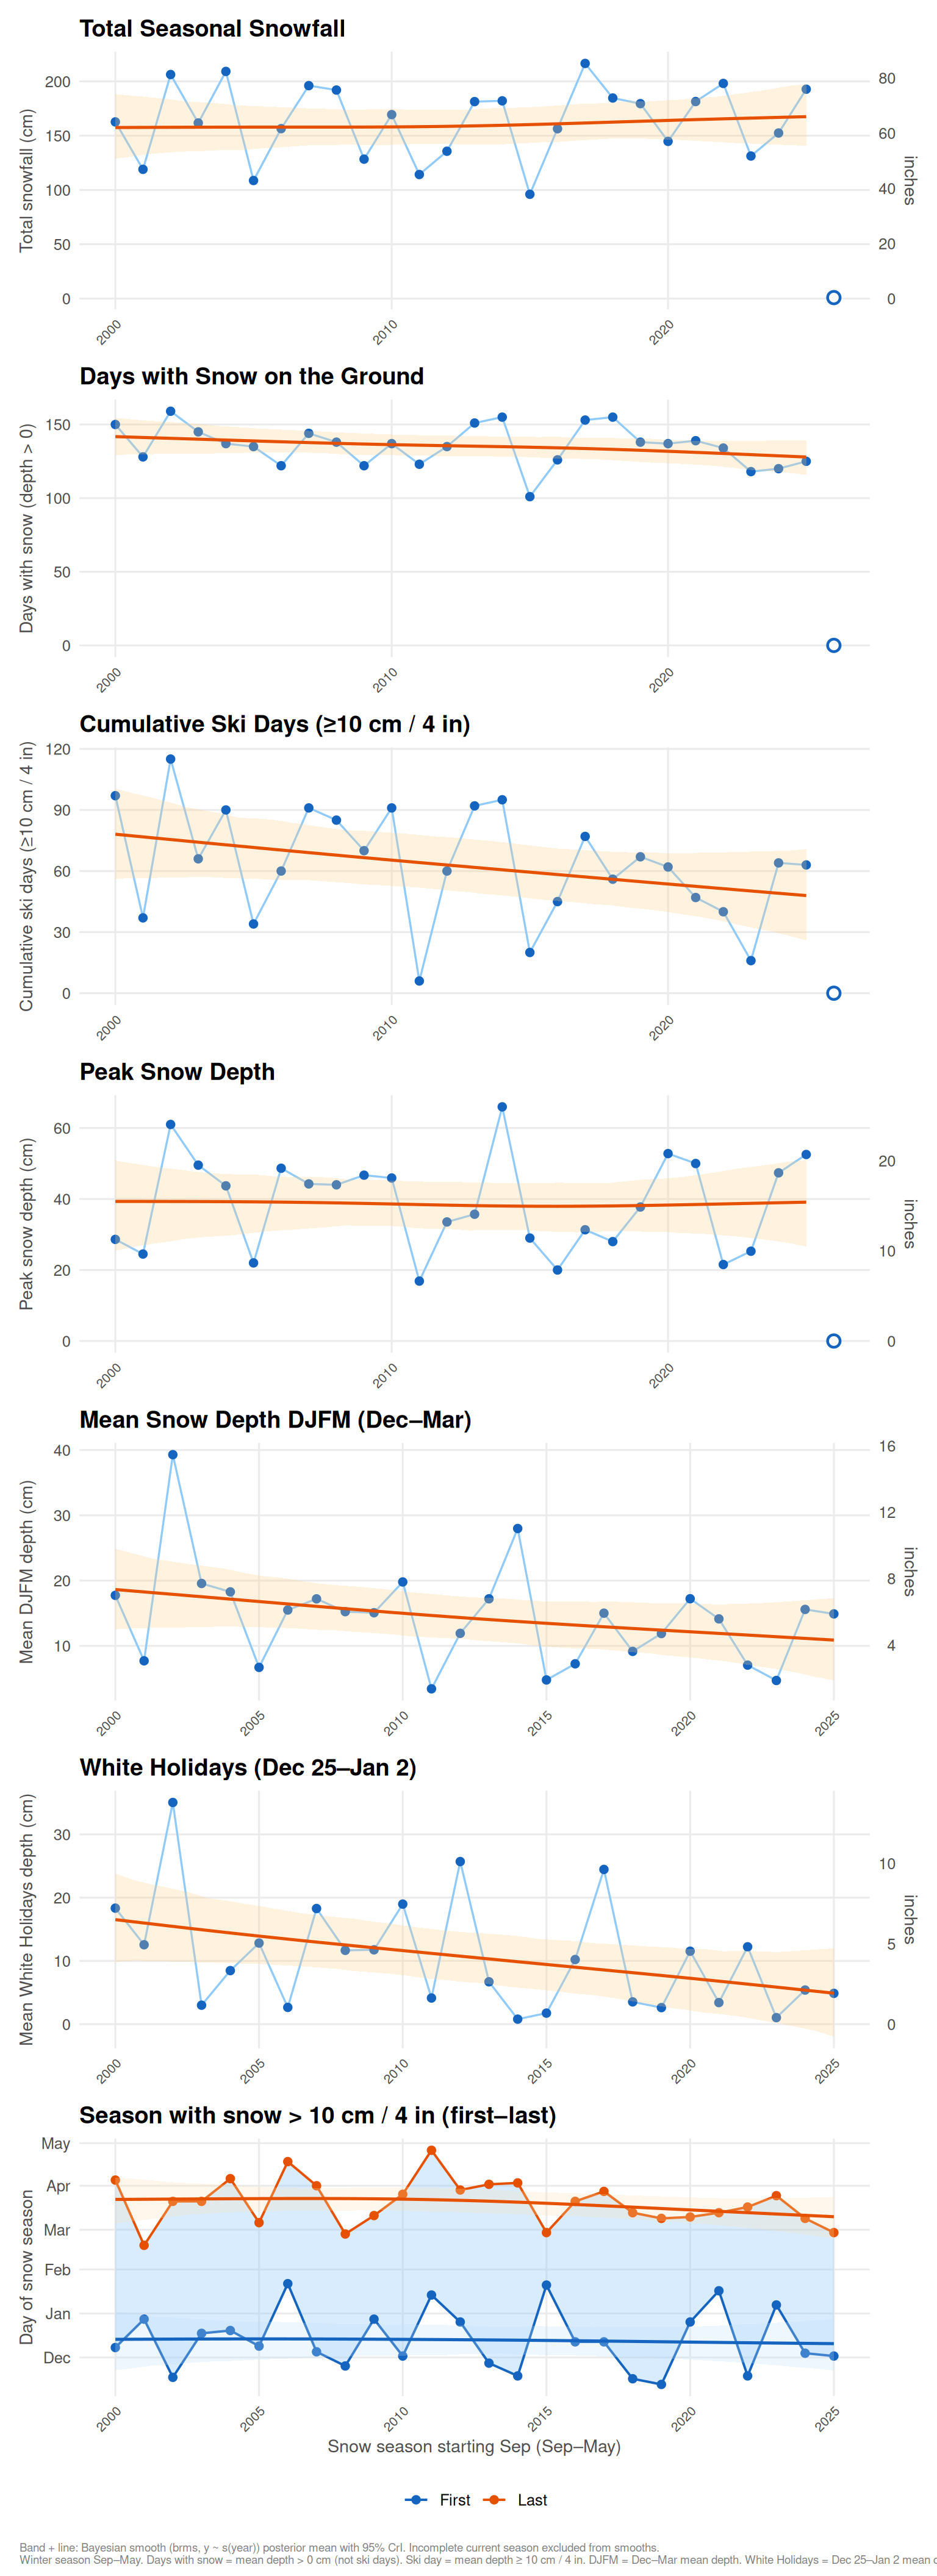 Total Seasonal Snowfall
Total snowfall (cm)
200
150
100
50
0
80
60
40
20
0
inches
2000
2010
2020
Days with Snow on the Ground
Days with snow (depth > 0)
150
100
50
0
2000
2010
2020
Cumulative Ski Days (≥10 cm / 4 in)
Cumulative ski days (≥10 cm / 4 in)
120
90
60
30
0
2000
2010
2020
Peak Snow Depth
Peak snow depth (cm)
60
40
20
0
20
10
0
inches
2000
2010
2020
Mean Snow Depth DJFM (Dec–Mar)
Mean DJFM depth (cm)
40
30
20
10
16
12
8
4
inches
2000
2005
2010
2015
2020
2025
White Holidays (Dec 25–Jan 2)
Mean White Holidays depth (cm)
30
20
10
0
10
5
0
inches
2000
2005
2010
2015
2020
2025
Season with snow > 10 cm / 4 in (first–last)
Day of snow season
May
Apr
Mar
Feb
Jan
Dec
2000
2005
2010
2015
2020
2025
Snow season starting Sep (Sep–May)
First
Last
Band + line: Bayesian smooth (brms, y ~ s(year)) posterior mean with 95% CrI. Incomplete current season excluded from smooths.
Winter season Sep–May. Days with snow = mean depth > 0 cm (not ski days). Ski day = mean depth ≥ 10 cm / 4 in. DJFM = Dec–Mar mean depth. White Holidays = Dec 25–Jan 2 mean